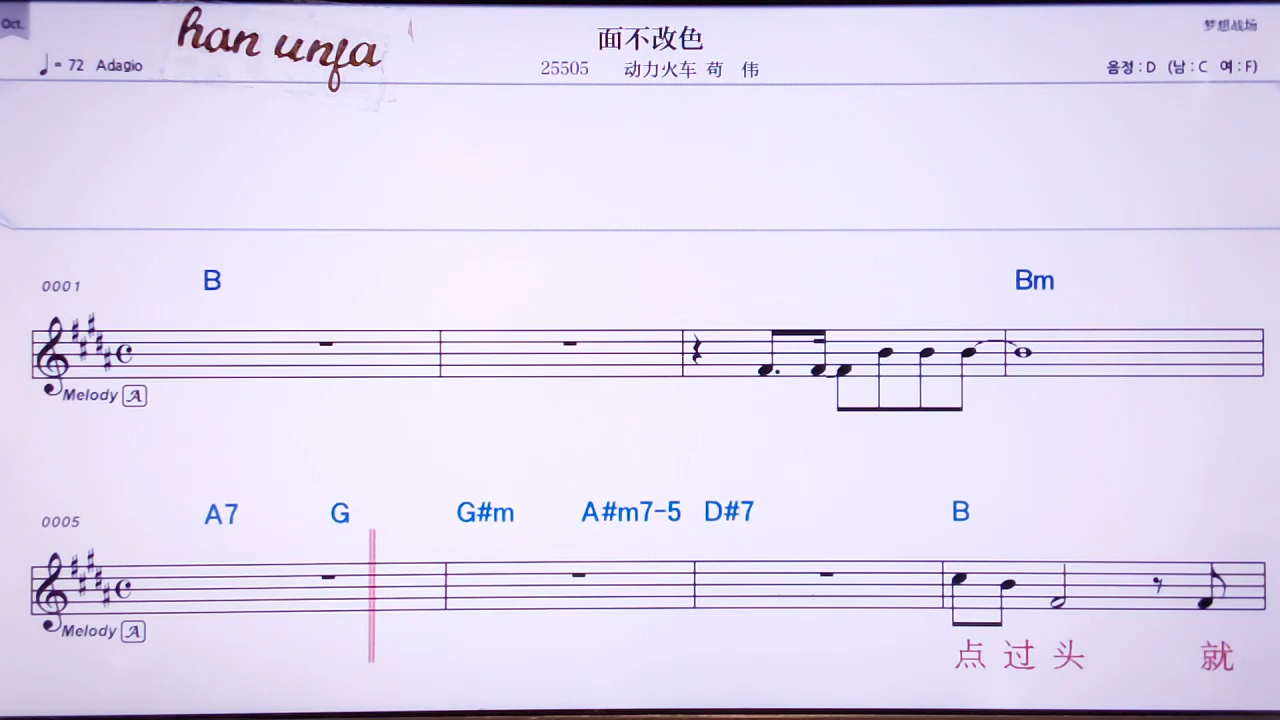 Oct.
han unfa
面不改色
梦想战场
♩= 72 Adagio
25505 动力火车 苟 伟
음정 : D (남 : C 여 : F)
0001
B Bm
Melody A
0005
A7 G G#m A#m7-5 D#7 B
Melody A
点 过 头 就